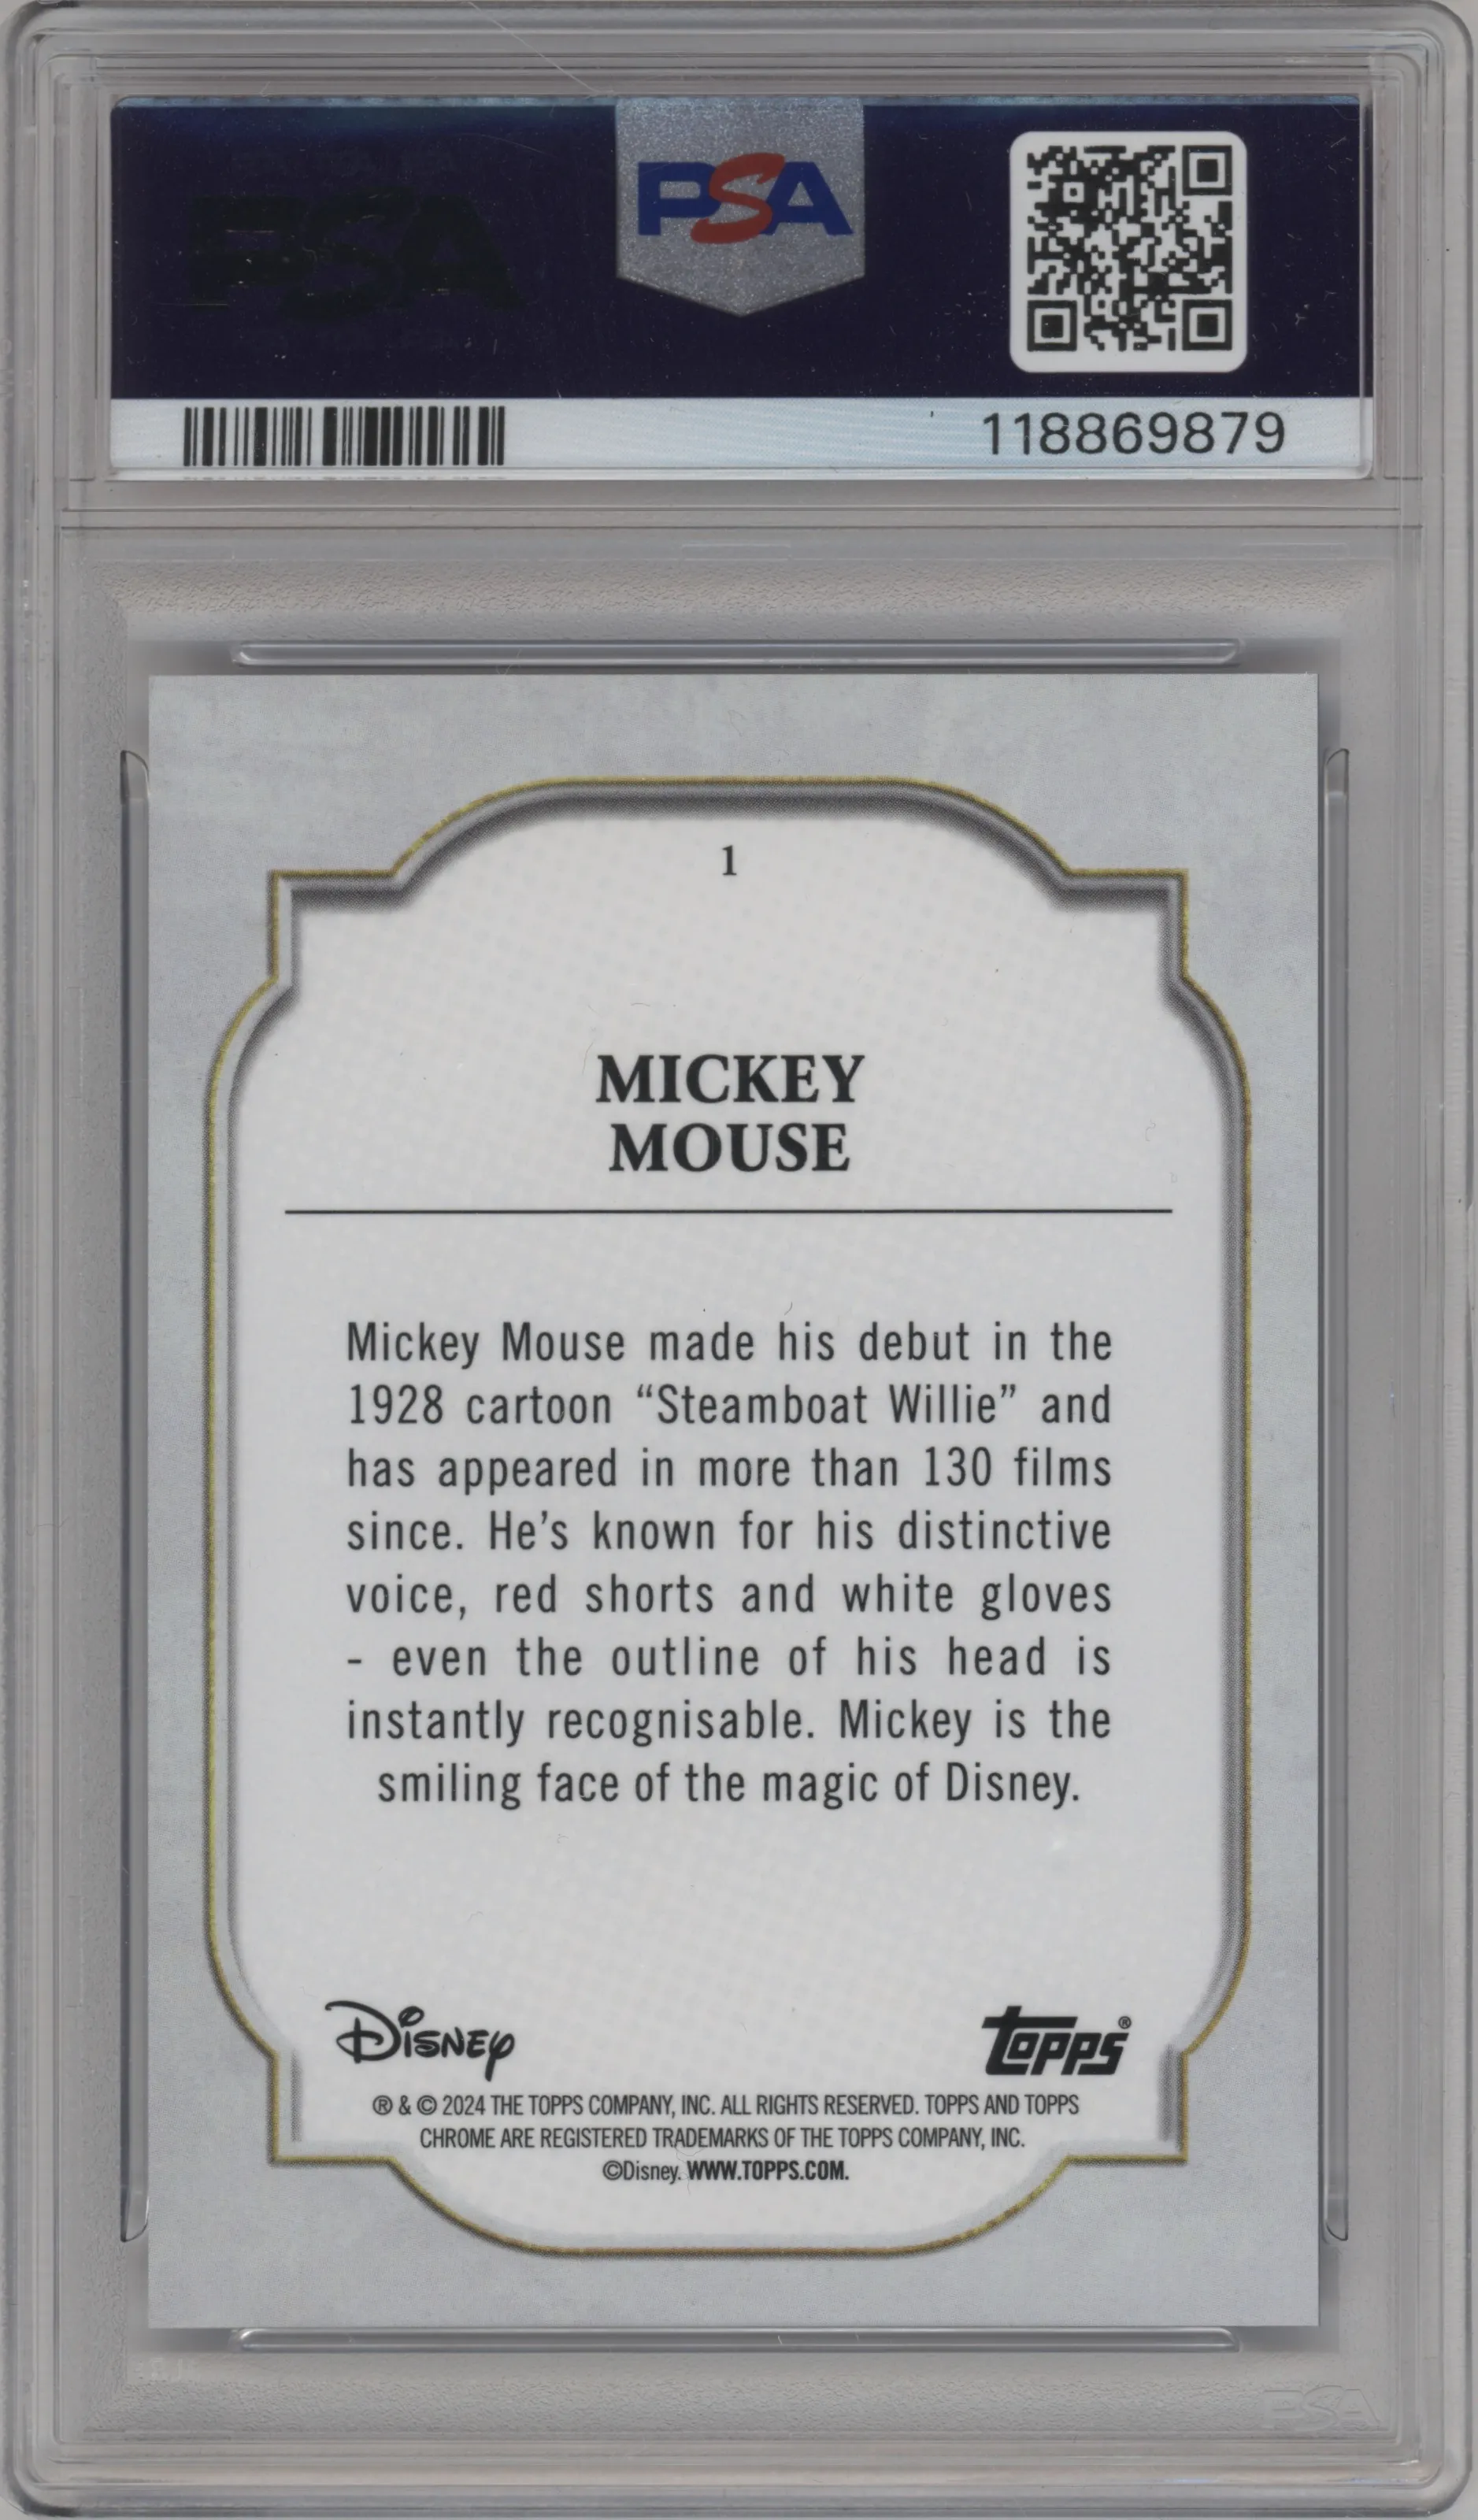 PSA
PSA
118869879
1
MICKEY
MOUSE
Mickey Mouse made his debut in the
1928 cartoon “Steamboat Willie” and
has appeared in more than 130 films
since. He’s known for his distinctive
voice, red shorts and white gloves
- even the outline of his head is
instantly recognisable. Mickey is the
smiling face of the magic of Disney.
Disney
topps®
® & © 2024 THE TOPPS COMPANY, INC. ALL RIGHTS RESERVED. TOPPS AND TOPPS
CHROME ARE REGISTERED TRADEMARKS OF THE TOPPS COMPANY, INC.
©Disney. WWW.TOPPS.COM.
PSA